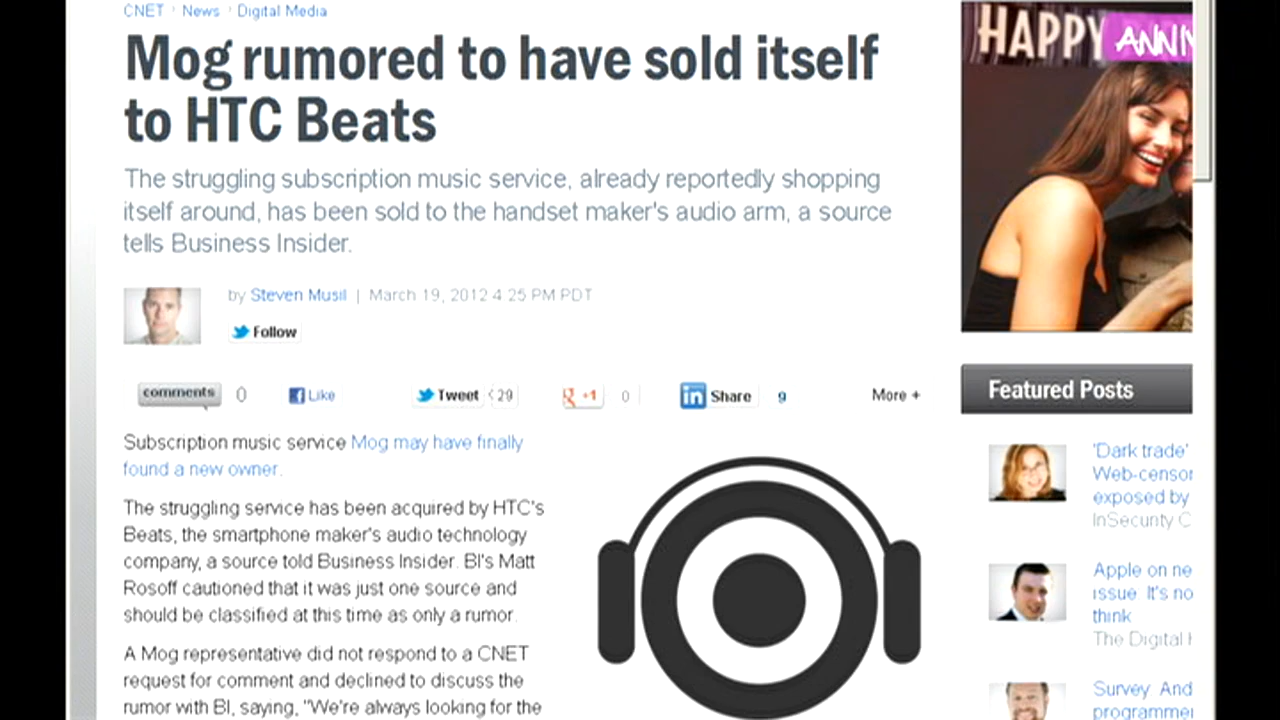 CNET News Digital Media
Mog rumored to have sold itself
to HTC Beats
The struggling subscription music service, already reportedly shopping
itself around, has been sold to the handset maker's audio arm, a source
tells Business Insider.
by Steven Musil | March 19, 2012 4:25 PM PDT
Follow
comments 0 Like Tweet 29 +1 0 in Share 9 More +
Subscription music service Mog may have finally
found a new owner.
The struggling service has been acquired by HTC's
Beats, the smartphone maker's audio technology
company, a source told Business Insider. BI's Matt
Rosoff cautioned that it was just one source and
should be classified at this time as only a rumor.
A Mog representative did not respond to a CNET
request for comment and declined to discuss the
rumor with BI, saying, "We're always looking for the
HAPPY ANNI
Featured Posts
'Dark trade'
Web-censor
exposed by
InSecurity C
Apple on ne
issue: It's no
think
The Digital H
Survey: And
programmer